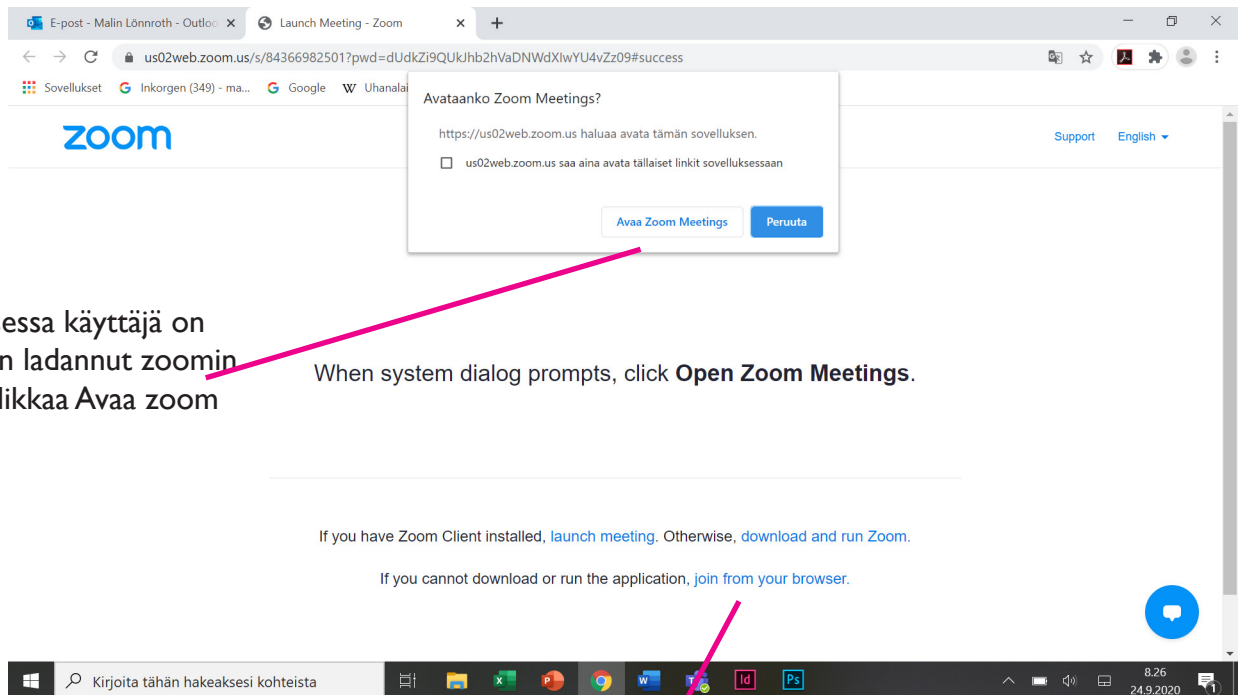 E-post - Malin Lönnroth - Outloo
Launch Meeting - Zoom
us02web.zoom.us/s/84366982501?pwd=dUdkZi9QUkJhb2hVaDNWdXIwYU4vZz09#success
Sovellukset
Inkorgen (349) - ma...
Google
Uhanalai
Avataanko Zoom Meetings?
https://us02web.zoom.us haluaa avata tämän sovelluksen.
us02web.zoom.us saa aina avata tällaiset linkit sovelluksessaan
Avaa Zoom Meetings
Peruuta
zoom
Support
English
essa käyttäjä on
n ladannut zoomin
likkaa Avaa zoom
When system dialog prompts, click Open Zoom Meetings.
If you have Zoom Client installed, launch meeting. Otherwise, download and run Zoom.
If you cannot download or run the application, join from your browser.
Kirjoita tähän hakeaksesi kohteista
8.26
24.9.2020